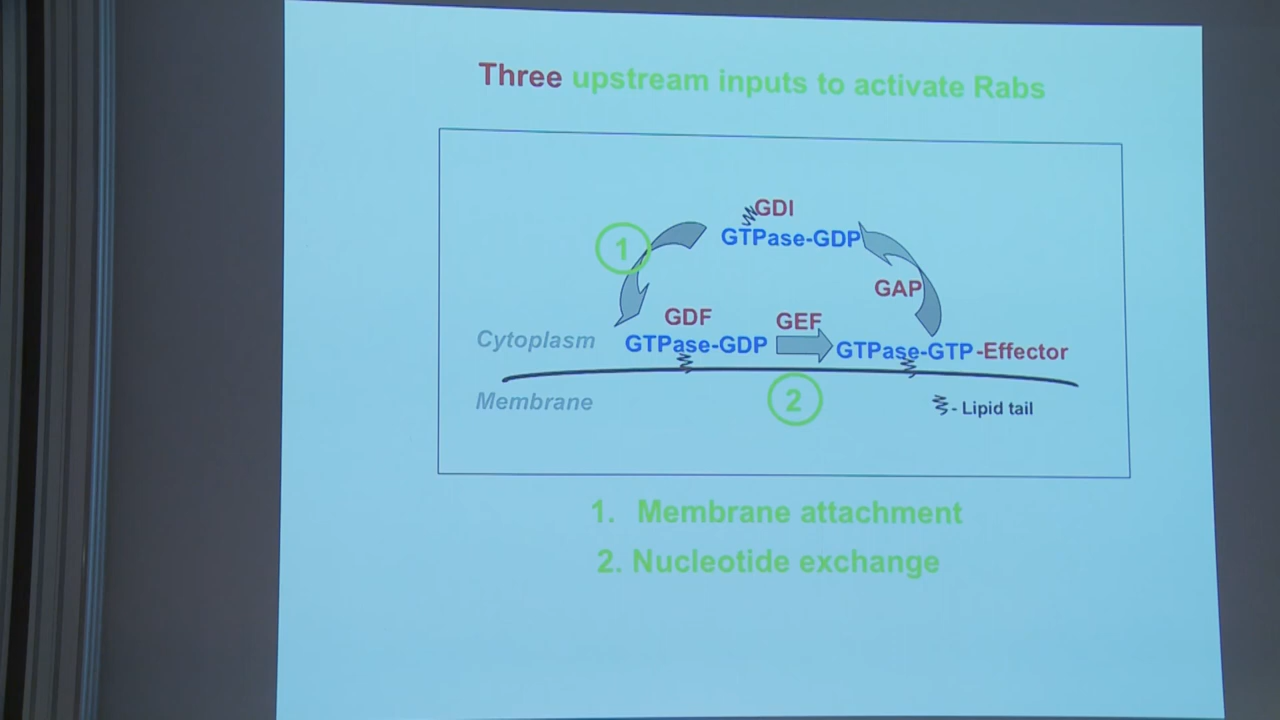 Three upstream inputs to activate Rabs
GDI
GTPase-GDP
1
GAP
GDF
GEF
Cytoplasm
GTPase-GDP
GTPase-GTP -Effector
Membrane
2
- Lipid tail
1. Membrane attachment
2. Nucleotide exchange